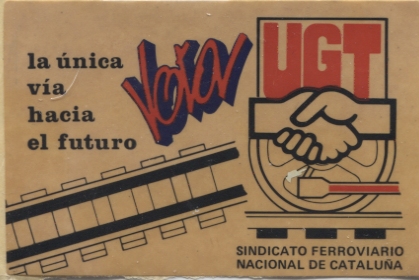 la única
vía
hacia
el futuro
Vota
UGT
SINDICATO FERROVIARIO
NACIONAL DE CATALUÑA